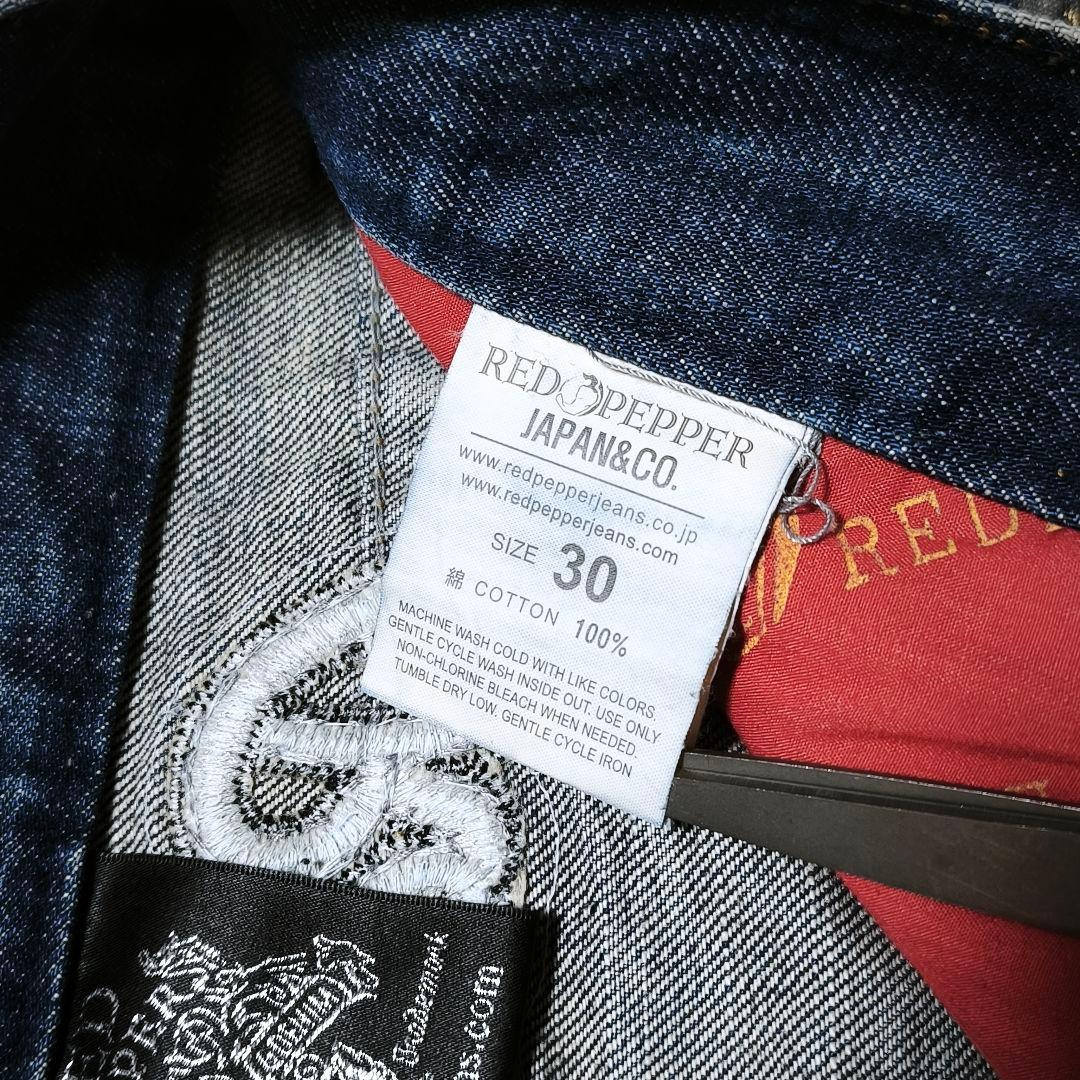 RED PEPPER
JAPAN&CO.
www.redpepperjeans.co.jp
www.redpepperjeans.com
SIZE 30
綿 COTTON 100%
MACHINE WASH COLD WITH LIKE COLORS.
GENTLE CYCLE WASH INSIDE OUT. USE ONLY
NON-CHLORINE BLEACH WHEN NEEDED.
TUMBLE DRY LOW. GENTLE CYCLE IRON
RED